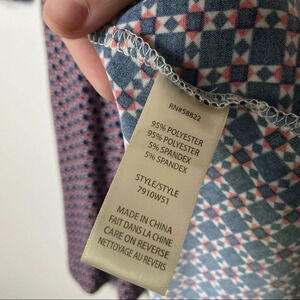 RN#58822
95% POLYESTER
95% POLYESTER
5% SPANDEX
5% SPANDEX
STYLE/STYLE
7910W51
MADE IN CHINA
FAIT DANS LA CHINE
CARE ON REVERSE
NETTOYAGE AU REVERS